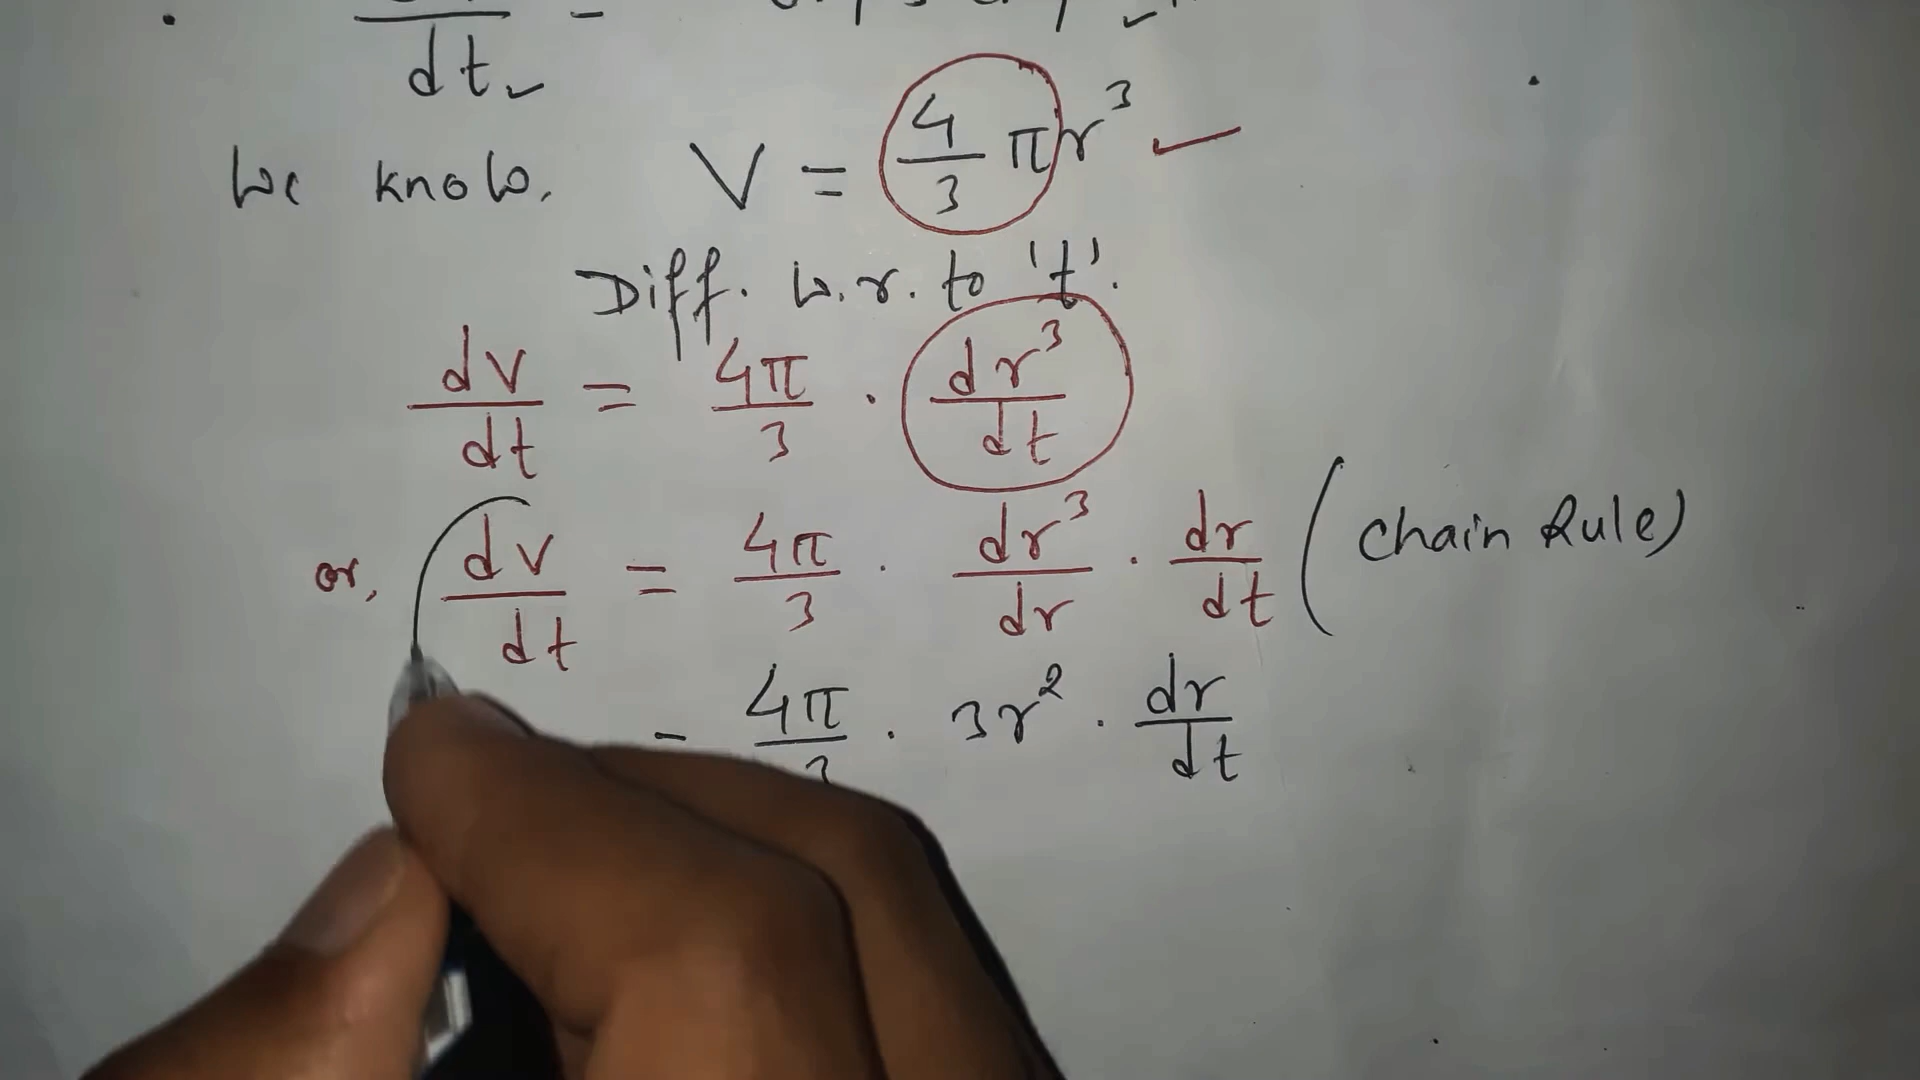 dt
We know, V = 4/3 πr³
Diff. w.r. to 't'.
dv/dt = 4π/3 · dr³/dt
or, dv/dt = 4π/3 · dr³/dr · dr/dt (Chain Rule)
= 4π/3 · 3r² · dr/dt